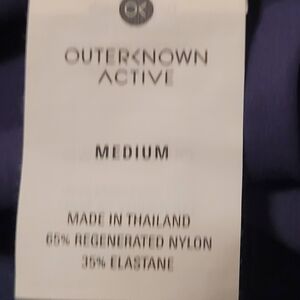 OK
OUTERKNOWN
ACTIVE
MEDIUM
MADE IN THAILAND
65% REGENERATED NYLON
35% ELASTANE